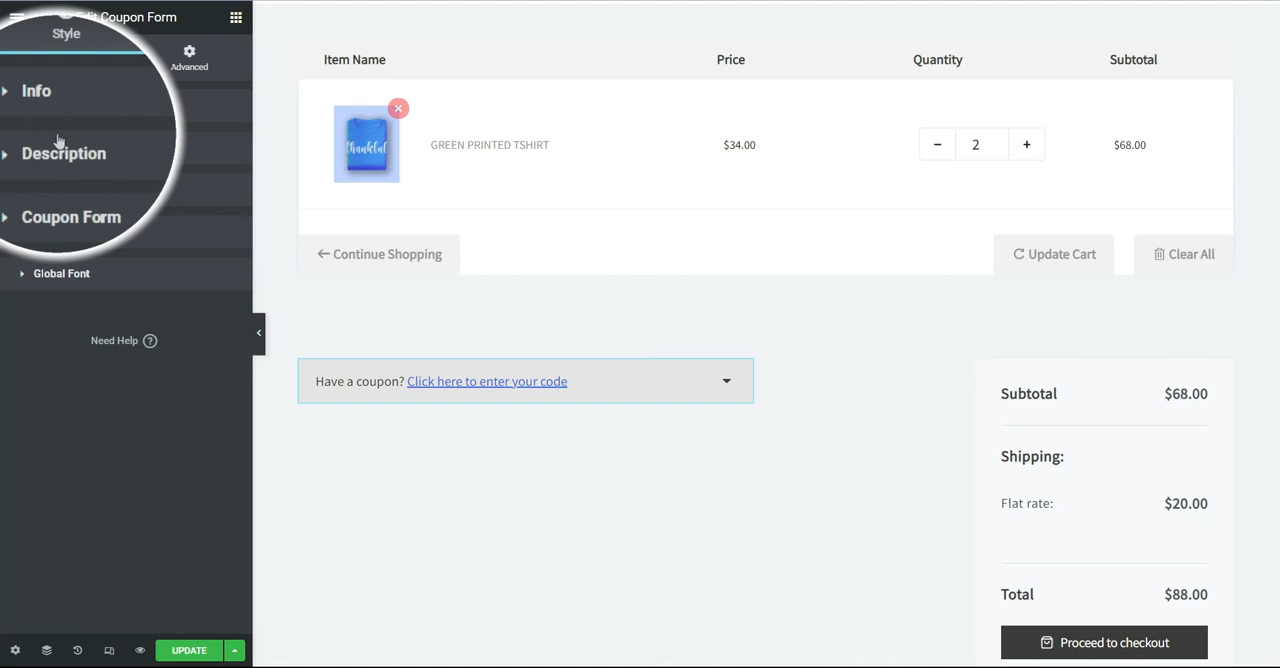 Edit Coupon Form
Style
Advanced
Info
Description
Coupon Form
Global Font
Need Help ?
UPDATE
Item Name Price Quantity Subtotal
thankful
GREEN PRINTED TSHIRT $34.00 − 2 + $68.00
Continue Shopping Update Cart Clear All
Have a coupon? Click here to enter your code
Subtotal $68.00
Shipping:
Flat rate: $20.00
Total $88.00
Proceed to checkout